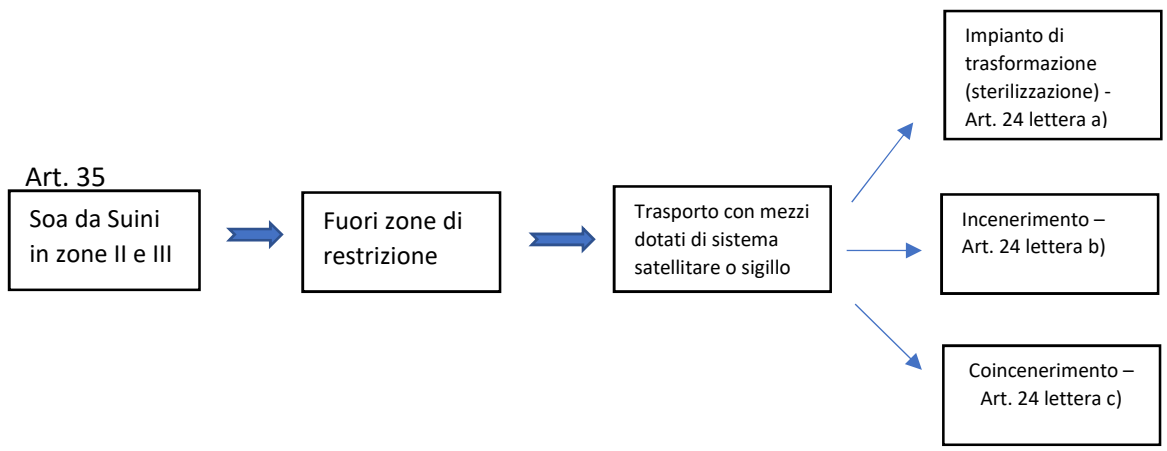 Art. 35
Soa da Suini
in zone II e III
Fuori zone di
restrizione
Trasporto con mezzi
dotati di sistema
satellitare o sigillo
Impianto di
trasformazione
(sterilizzazione) -
Art. 24 lettera a)
Incenerimento –
Art. 24 lettera b)
Coincenerimento –
Art. 24 lettera c)